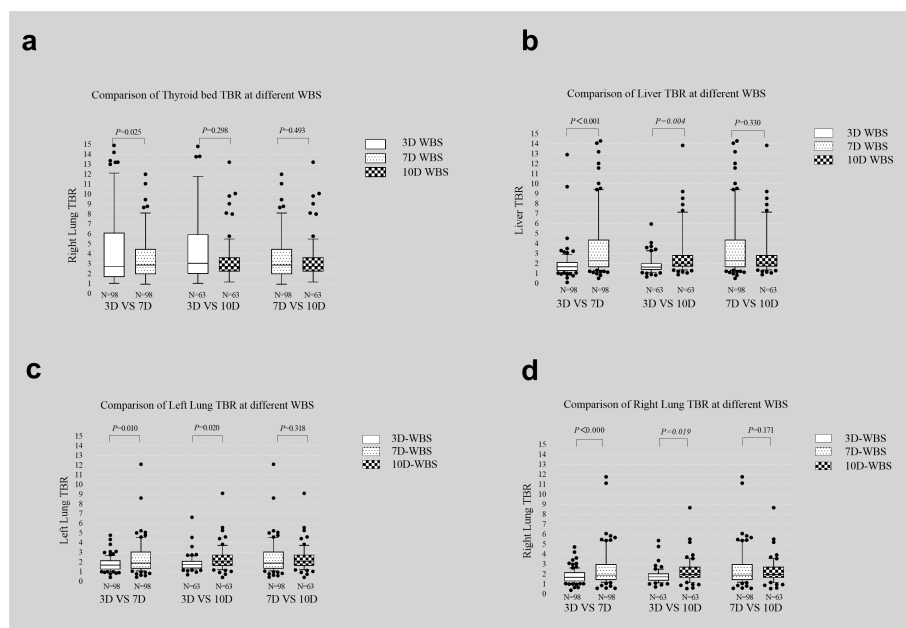 a
Comparison of Thyroid bed TBR at different WBS
3D WBS
7D WBS
10D WBS
P=0.025
P=0.298
P=0.493
Right Lung TBR
15
14
13
12
11
10
9
8
7
6
5
4
3
2
1
0
N=98
N=98
N=63
N=63
N=98
N=63
3D VS 7D
3D VS 10D
7D VS 10D
b
Comparison of Liver TBR at different WBS
3D WBS
7D WBS
10D WBS
P<0.001
P=0.004
P=0.330
Liver TBR
15
14
13
12
11
10
9
8
7
6
5
4
3
2
1
0
N=98
N=98
N=63
N=63
N=98
N=63
3D VS 7D
3D VS 10D
7D VS 10D
c
Comparison of Left Lung TBR at different WBS
3D-WBS
7D-WBS
10D-WBS
P=0.010
P=0.020
P=0.318
Left Lung TBR
15
14
13
12
11
10
9
8
7
6
5
4
3
2
1
0
N=98
N=98
N=63
N=63
N=98
N=63
3D VS 7D
3D VS 10D
7D VS 10D
d
Comparison of Right Lung TBR at different WBS
3D-WBS
7D-WBS
10D-WBS
P<0.000
P=0.019
P=0.171
Right Lung TBR
14
13
12
11
10
9
8
7
6
5
4
3
2
1
0
N=98
N=98
N=63
N=63
N=98
N=63
3D VS 7D
3D VS 10D
7D VS 10D